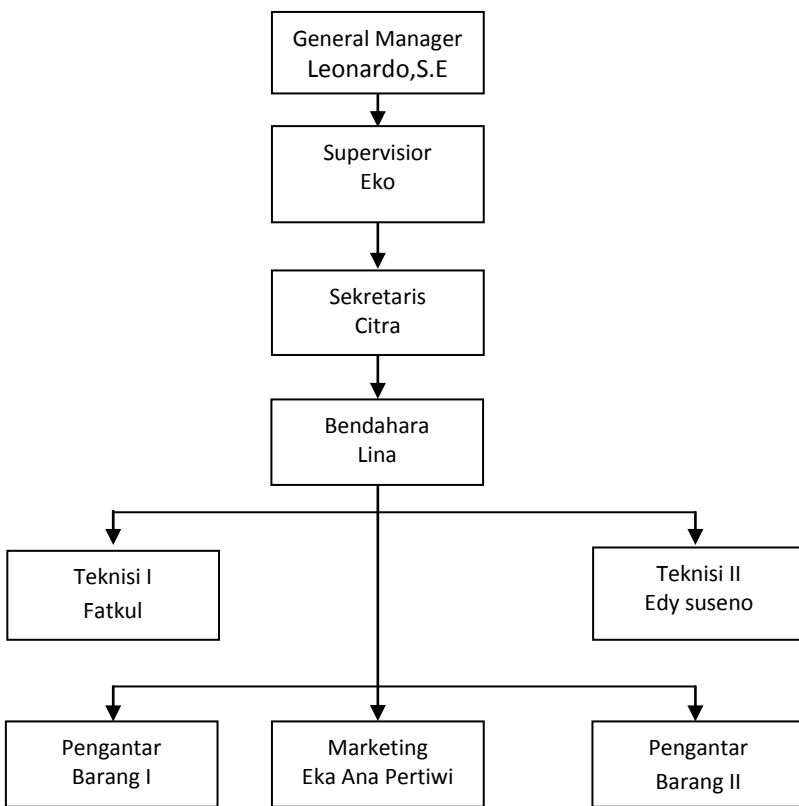 General Manager
Leonardo,S.E
Supervisior
Eko
Sekretaris
Citra
Bendahara
Lina
Teknisi I
Fatkul
Teknisi II
Edy suseno
Pengantar
Barang I
Marketing
Eka Ana Pertiwi
Pengantar
Barang II